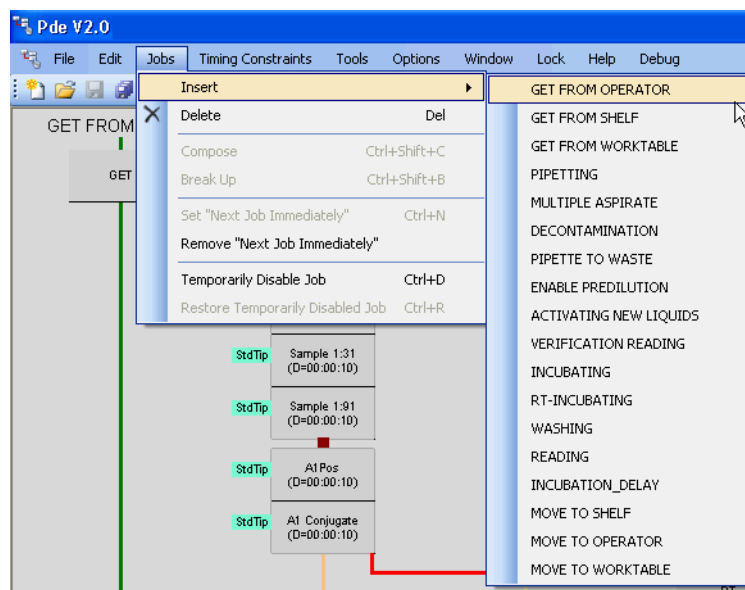 Pde V2.0
File Edit Jobs Timing Constraints Tools Options Window Lock Help Debug
GET FROM
GET
Insert
Delete Del
Compose Ctrl+Shift+C
Break Up Ctrl+Shift+B
Set "Next Job Immediately" Ctrl+N
Remove "Next Job Immediately"
Temporarily Disable Job Ctrl+D
Restore Temporarily Disabled Job Ctrl+R
GET FROM OPERATOR
GET FROM SHELF
GET FROM WORKTABLE
PIPETTING
MULTIPLE ASPIRATE
DECONTAMINATION
PIPETTE TO WASTE
ENABLE PREDILUTION
ACTIVATING NEW LIQUIDS
VERIFICATION READING
INCUBATING
RT-INCUBATING
WASHING
READING
INCUBATION_DELAY
MOVE TO SHELF
MOVE TO OPERATOR
MOVE TO WORKTABLE
StdTip Sample 1:31
(D=00:00:10)
StdTip Sample 1:91
(D=00:00:10)
StdTip A1Pos
(D=00:00:10)
StdTip A1 Conjugate
(D=00:00:10)